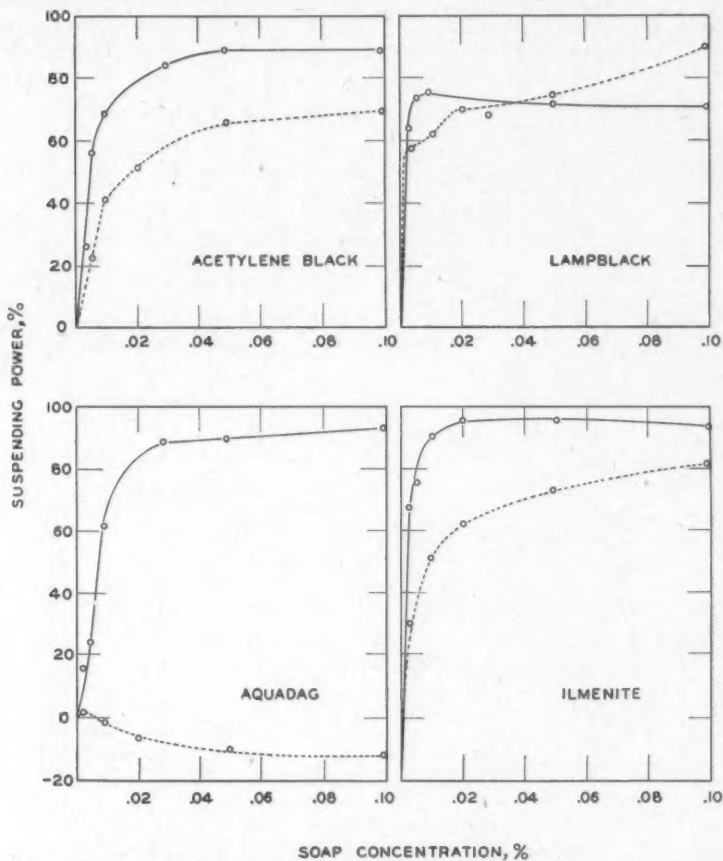 100
80
60
40
20
0
ACETYLENE BLACK
LAMPBLACK
.02 .04 .06 .08 .10
.02 .04 .06 .08 .10
SUSPENDING POWER,%
100
80
60
40
20
0
-20
AQUADAG
ILMENITE
.02 .04 .06 .08 .10
.02 .04 .06 .08 .10
SOAP CONCENTRATION,%